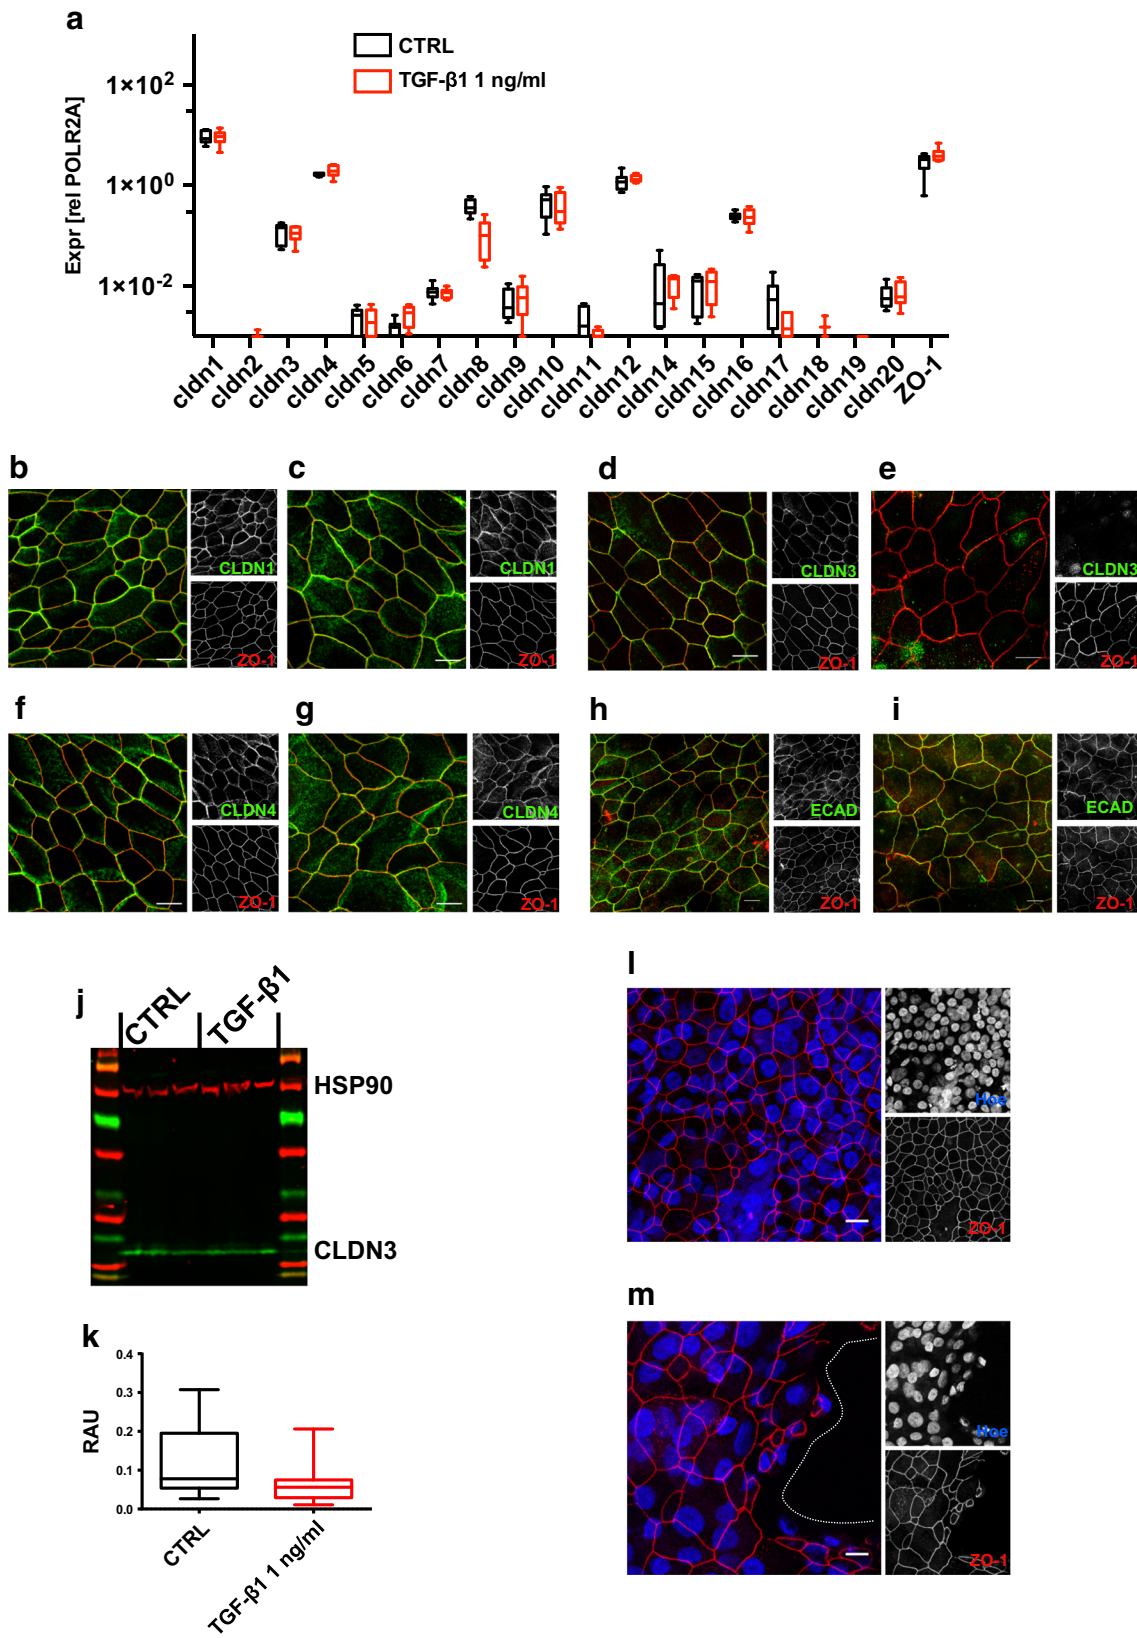 a
CTRL
TGF-β1 1 ng/ml
Expr [rel POLR2A]
1×10²
1×10⁰
1×10⁻²
cldn1
cldn2
cldn3
cldn4
cldn5
cldn6
cldn7
cldn8
cldn9
cldn10
cldn11
cldn12
cldn14
cldn15
cldn16
cldn17
cldn18
cldn19
cldn20
ZO-1
b
CLDN1
ZO-1
c
CLDN1
ZO-1
d
CLDN3
ZO-1
e
CLDN3
ZO-1
f
CLDN4
ZO-1
g
CLDN4
ZO-1
h
ECAD
ZO-1
i
ECAD
ZO-1
j
CTRL
TGF-β1
HSP90
CLDN3
k
RAU
0.4
0.3
0.2
0.1
0.0
CTRL
TGF-β1 1 ng/ml
l
Hoe
ZO-1
m
Hoe
ZO-1